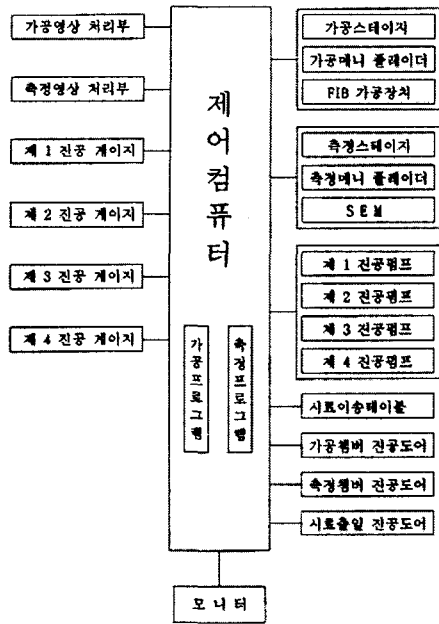 가공영상 처리부
측정영상 처리부
제 1 진공 게이지
제 2 진공 게이지
제 3 진공 게이지
제 4 진공 게이지
제어컴퓨터
가공프로그램
측정프로그램
가공스테이지
가공메니 플레이더
FIB 가공장치
측정스테이지
측정메니 플레이더
SEM
제 1 진공펌프
제 2 진공펌프
제 3 진공펌프
제 4 진공펌프
시료이송테이블
가공챔버 진공도어
측정챔버 진공도어
시료출입 진공도어
모니터